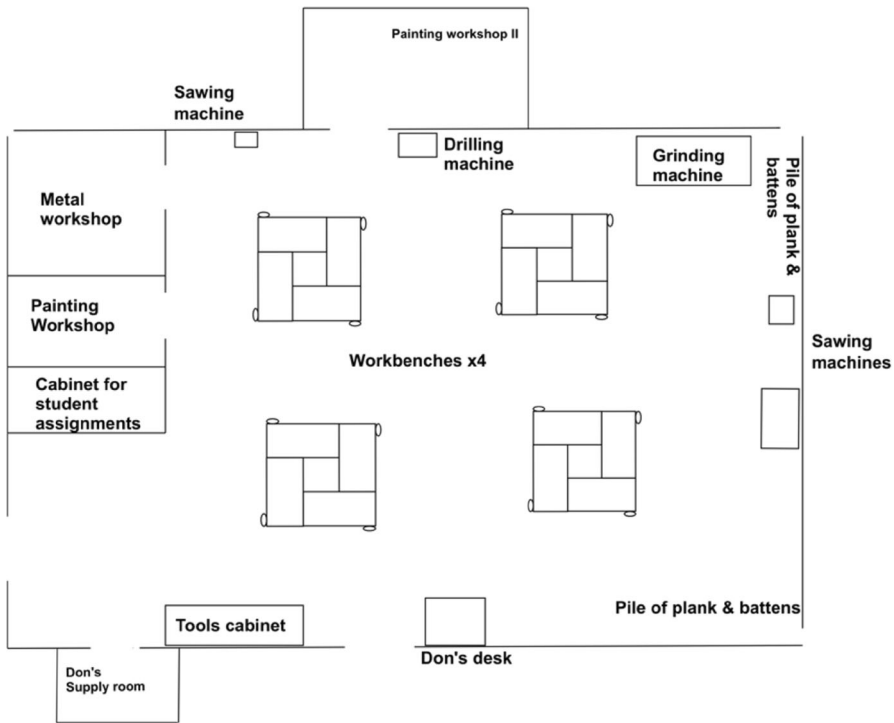 Painting workshop II
Sawing
machine
Drilling
machine
Grinding
machine
Pile of plank &
battens
Metal
workshop
Painting
Workshop
Sawing
machines
Workbenches x4
Cabinet for
student
assignments
Pile of plank & battens
Tools cabinet
Don's desk
Don's
Supply room